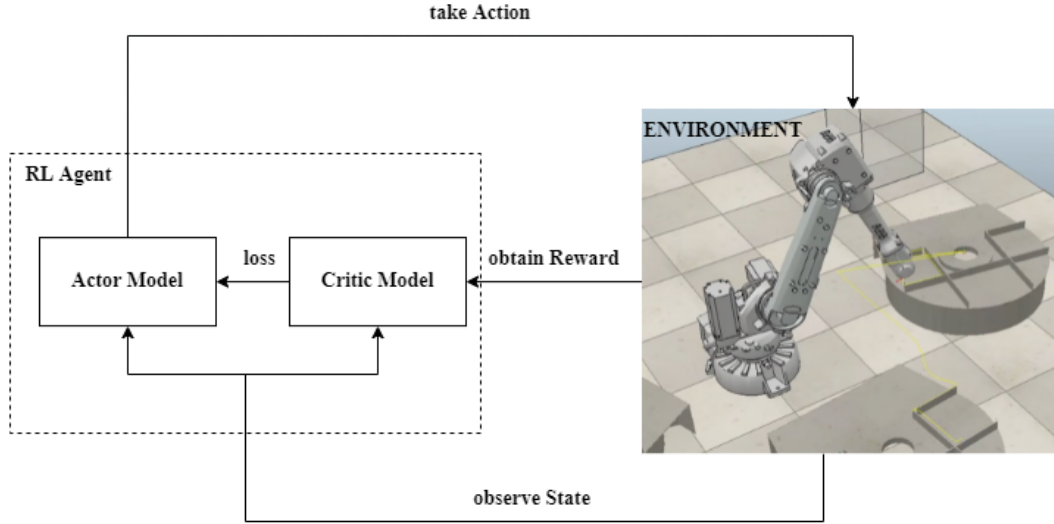 take Action
ENVIRONMENT
RL Agent
Actor Model
loss
Critic Model
obtain Reward
observe State